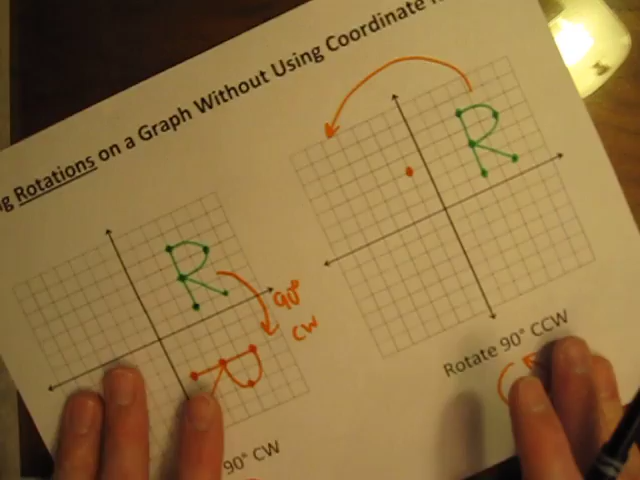 Rotations on a Graph Without Using Coordinate
R
R
90°
CW
R
Rotate 90° CCW
90° CW